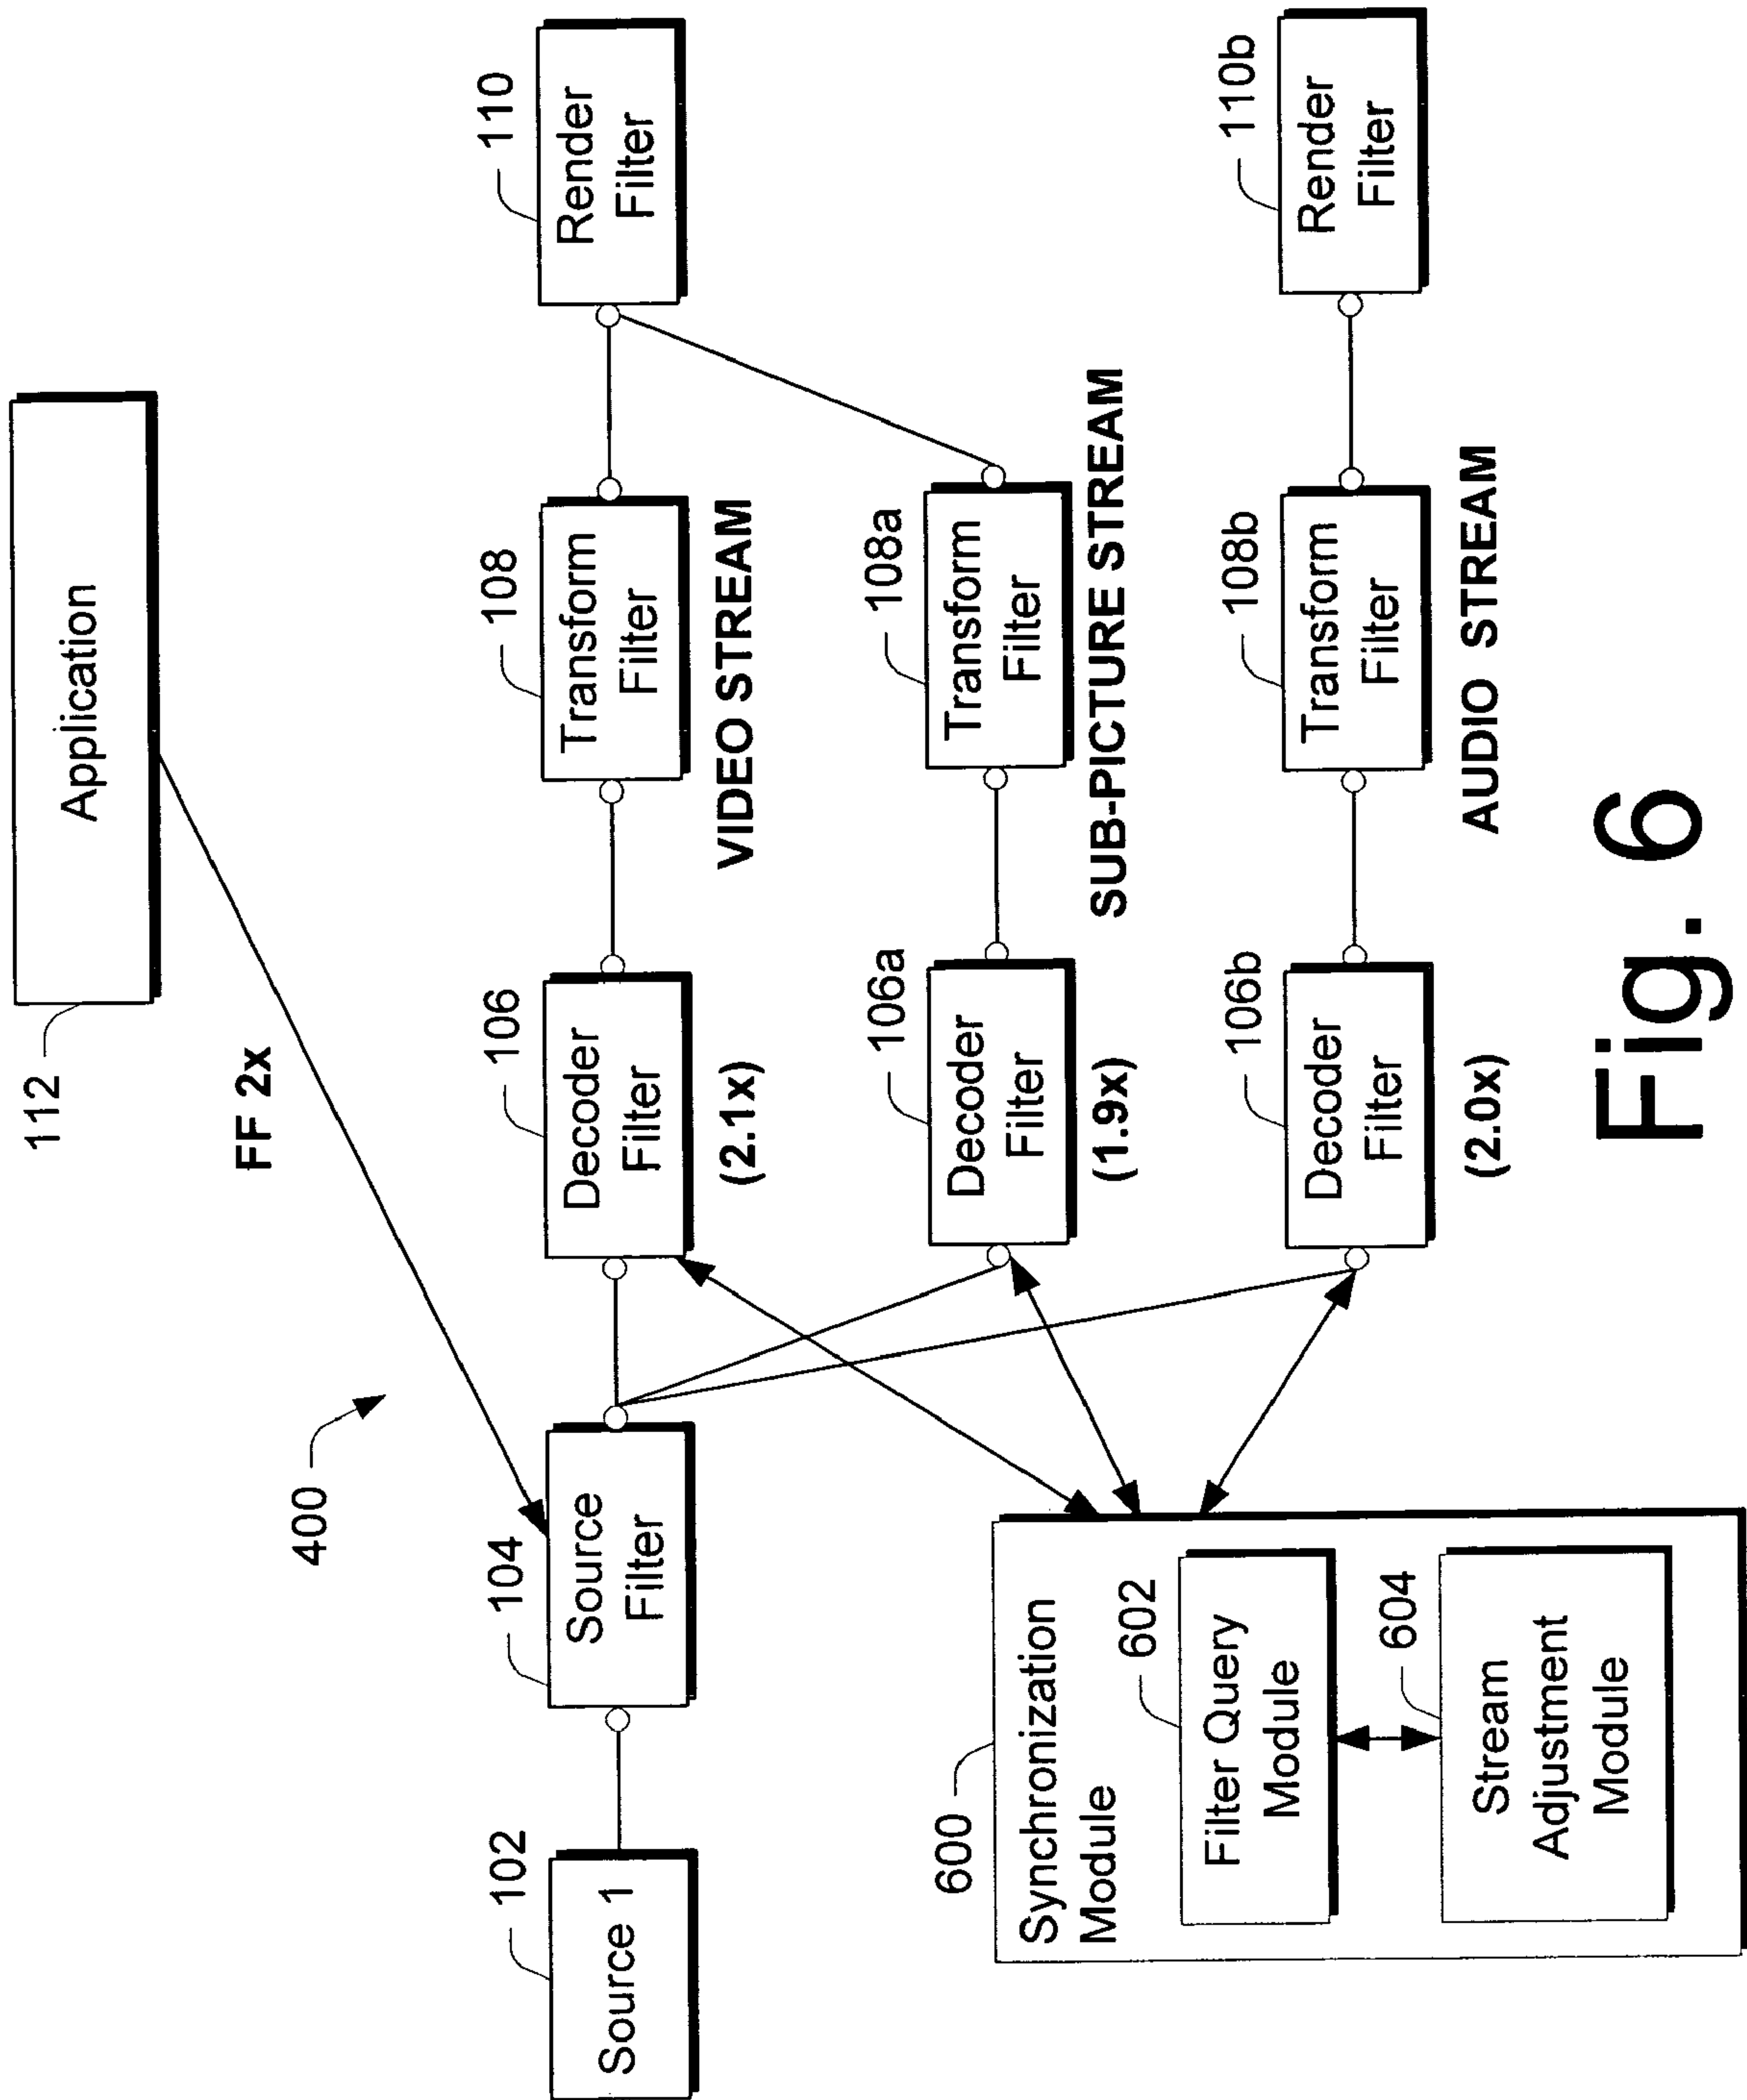 112
Application
FF 2x
400
102
Source 1
104
Source
Filter
106
Decoder
Filter
(2.1x)
108
Transform
Filter
VIDEO STREAM
110
Render
Filter
106a
Decoder
Filter
(1.9x)
108a
Transform
Filter
SUB-PICTURE STREAM
600
Synchronization
Module
602
Filter Query
Module
604
Stream
Adjustment
Module
106b
Decoder
Filter
(2.0x)
108b
Transform
Filter
AUDIO STREAM
110b
Render
Filter
Fig. 6